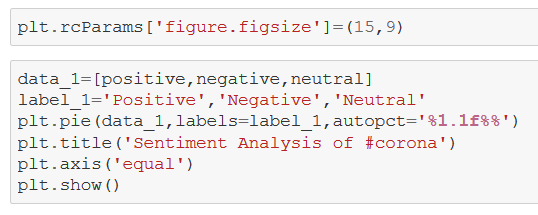 plt.rcParams['figure.figsize']=(15,9)
data_1=[positive,negative,neutral]
label_1='Positive','Negative','Neutral'
plt.pie(data_1,labels=label_1,autopct='%1.1f%%')
plt.title('Sentiment Analysis of #corona')
plt.axis('equal')
plt.show()